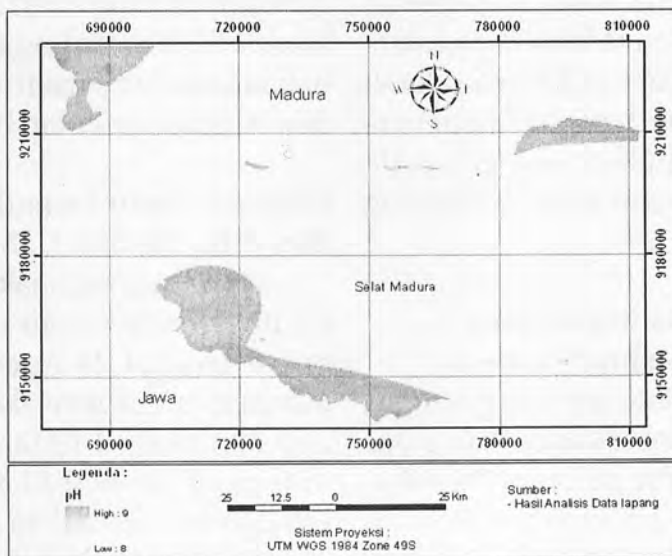 690000 720000 750000 780000 810000
N
Madura
W
S
9210000 9210000
9180000 9180000
Selat Madura
9150000 9150000
Jawa
690000 720000 750000 780000 810000
Legenda :
pH
High : 9
Low : 8
25 12.5 0 25 Km
Sistem Proyeksi :
UTM WGS 1984 Zone 49S
Sumber :
- Hasil Analisis Data lapang